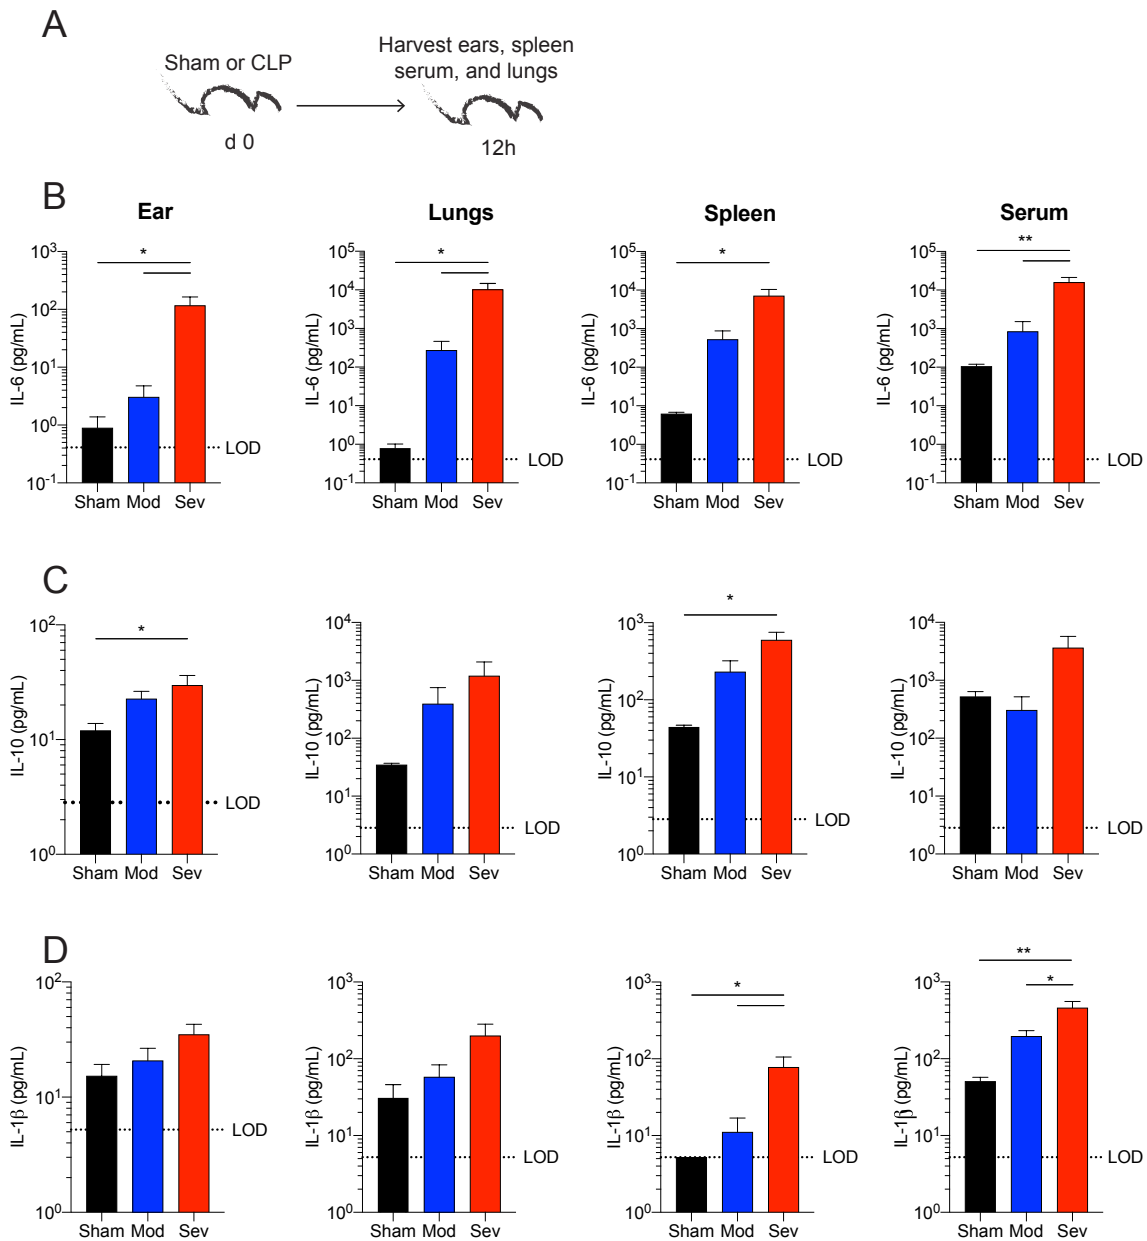 A
Sham or CLP
d 0
Harvest ears, spleen
serum, and lungs
12h
B
Ear
Lungs
Spleen
Serum
IL-6 (pg/mL)
10³
10²
10¹
10⁰
10⁻¹
*
LOD
Sham Mod Sev
IL-6 (pg/mL)
10⁵
10⁴
10³
10²
10¹
10⁰
10⁻¹
*
LOD
Sham Mod Sev
IL-6 (pg/mL)
10⁵
10⁴
10³
10²
10¹
10⁰
10⁻¹
*
LOD
Sham Mod Sev
IL-6 (pg/mL)
10⁵
10⁴
10³
10²
10¹
10⁰
10⁻¹
**
LOD
Sham Mod Sev
C
IL-10 (pg/mL)
10²
10¹
10⁰
*
LOD
Sham Mod Sev
IL-10 (pg/mL)
10⁴
10³
10²
10¹
10⁰
LOD
Sham Mod Sev
IL-10 (pg/mL)
10³
10²
10¹
10⁰
*
LOD
Sham Mod Sev
IL-10 (pg/mL)
10⁴
10³
10²
10¹
10⁰
LOD
Sham Mod Sev
D
IL-1β (pg/mL)
10²
10¹
10⁰
LOD
Sham Mod Sev
IL-1β (pg/mL)
10³
10²
10¹
10⁰
LOD
Sham Mod Sev
IL-1β (pg/mL)
10³
10²
10¹
10⁰
*
LOD
Sham Mod Sev
IL-1β (pg/mL)
10³
10²
10¹
10⁰
**
*
LOD
Sham Mod Sev